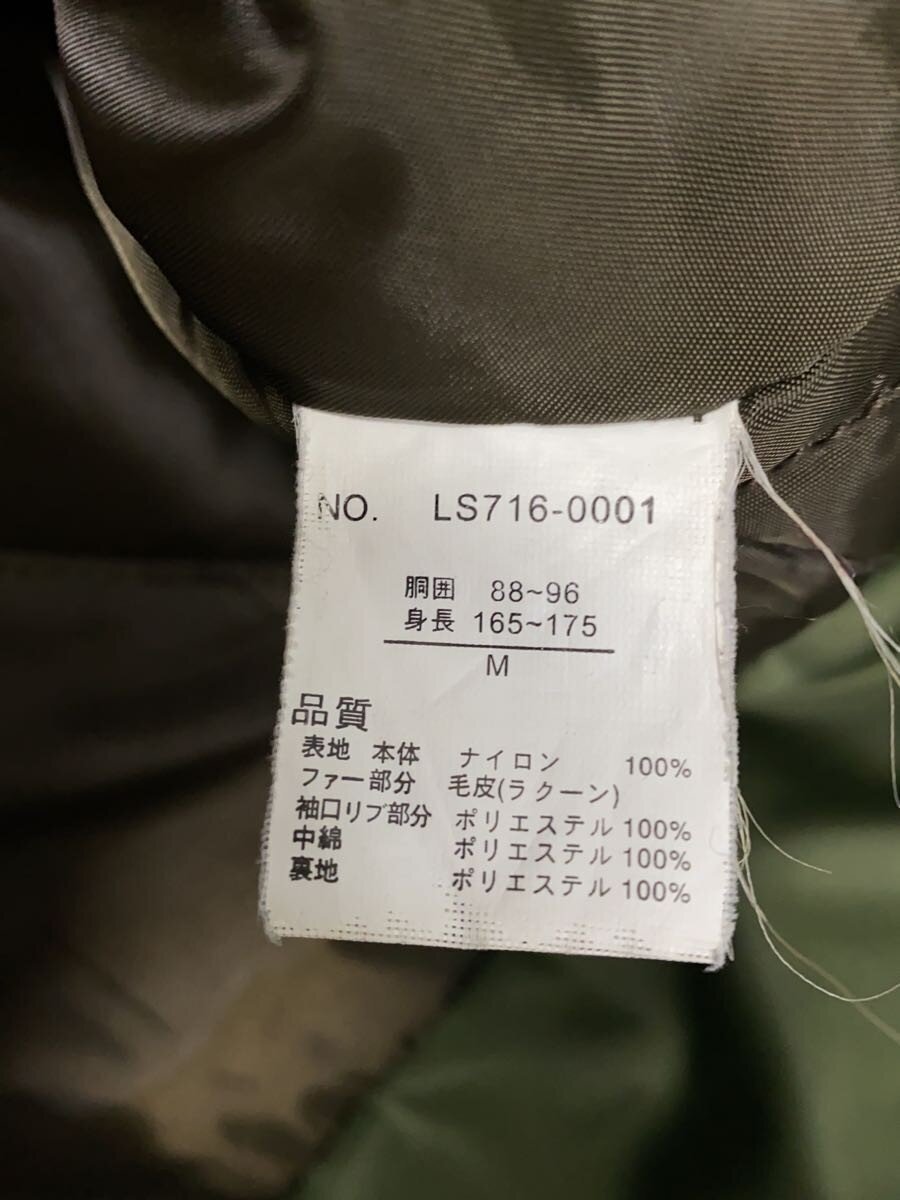 NO. LS716-0001
胴囲 88~96
身長 165~175
M
品質
表地 本体 ナイロン 100%
ファー部分 毛皮(ラクーン)
袖口リブ部分 ポリエステル 100%
中綿 ポリエステル 100%
裏地 ポリエステル 100%